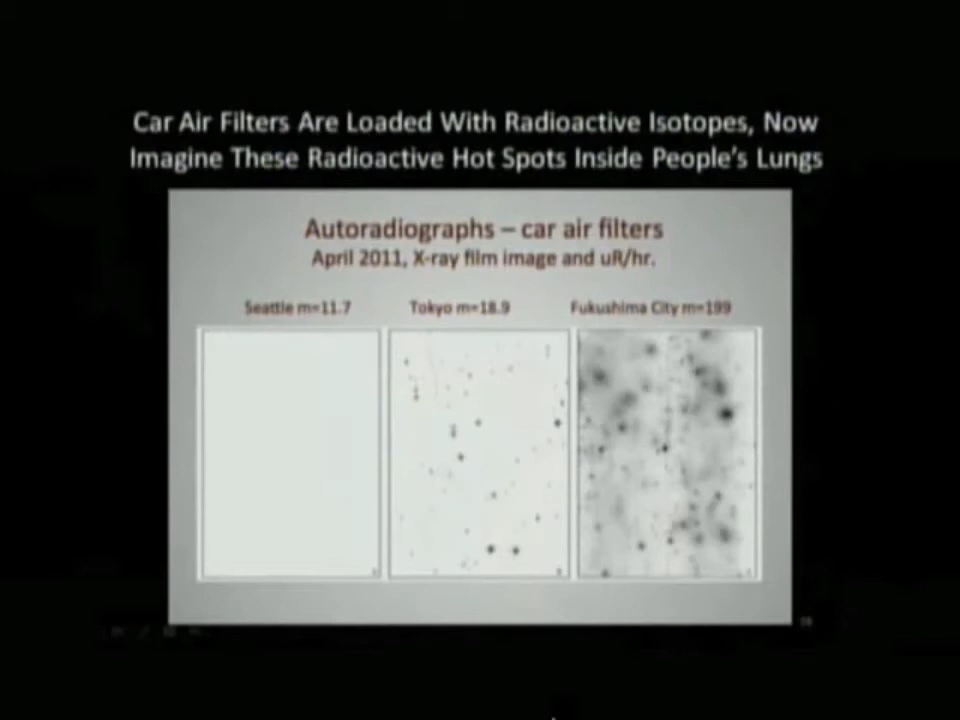 Car Air Filters Are Loaded With Radioactive Isotopes, Now
Imagine These Radioactive Hot Spots Inside People's Lungs
Autoradiographs – car air filters
April 2011, X-ray film image and uR/hr.
Seattle m=11.7 Tokyo m=18.9 Fukushima City m=199